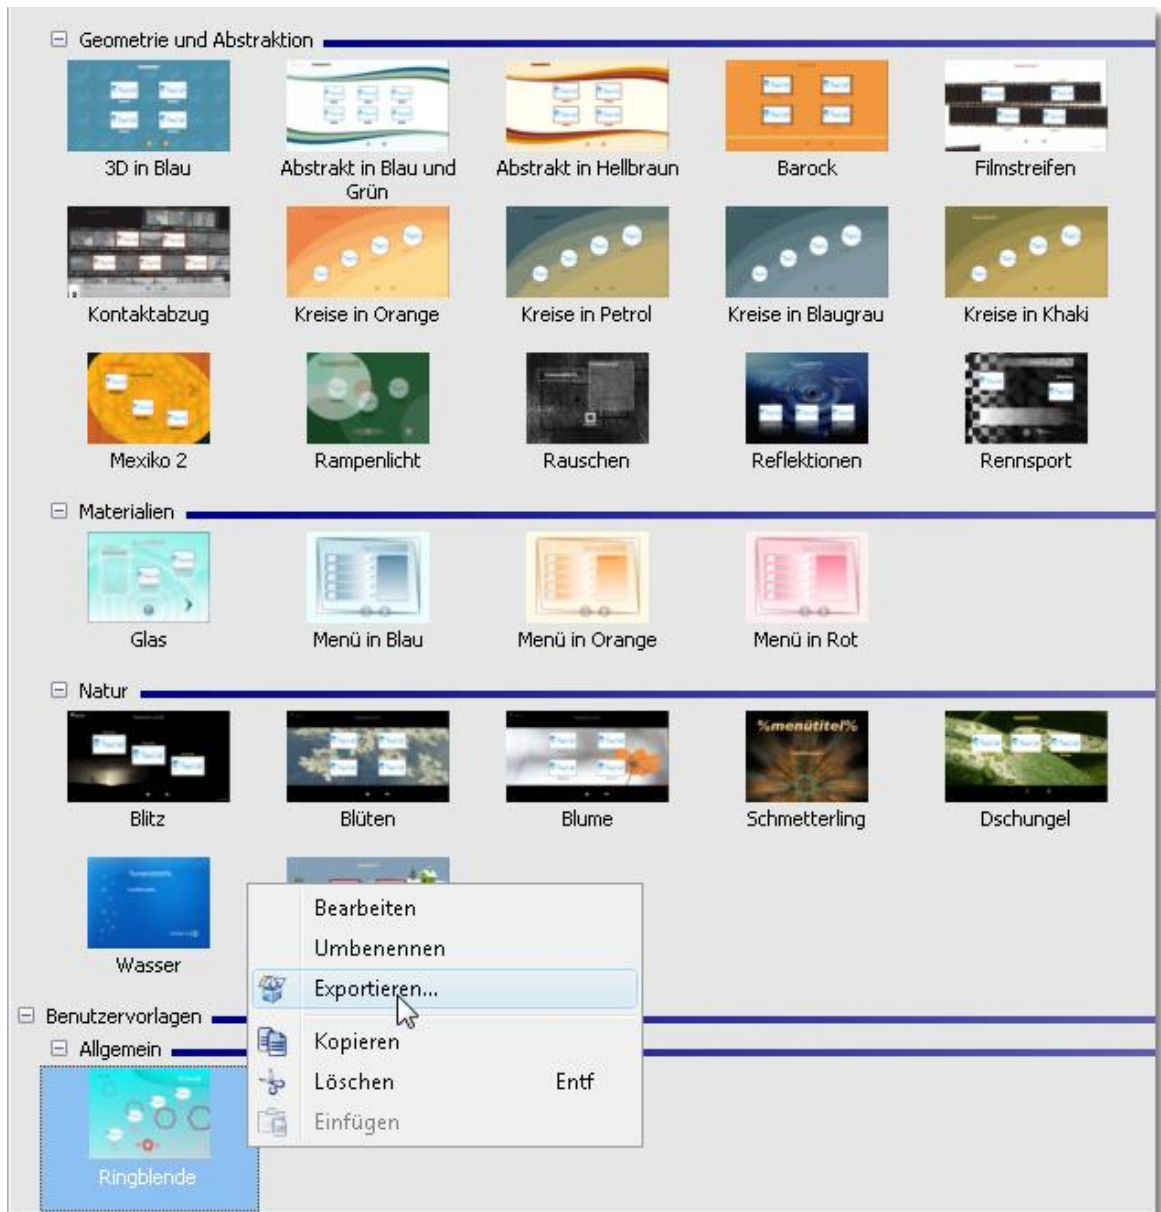 Geometrie und Abstraktion
3D in Blau
Abstrakt in Blau und
Grün
Abstrakt in Hellbraun
Barock
Filmstreifen
Kontaktabzug
Kreise in Orange
Kreise in Petrol
Kreise in Blaugrau
Kreise in Khaki
Mexiko 2
Rampenlicht
Rauschen
Reflektionen
Rennsport
Materialien
Glas
Menü in Blau
Menü in Orange
Menü in Rot
Natur
%menütitel%
Blitz
Blüten
Blume
Schmetterling
Dschungel
Wasser
Bearbeiten
Umbenennen
Exportieren...
Kopieren
Löschen Entf
Einfügen
Benutzervorlagen
Allgemein
Ringblende